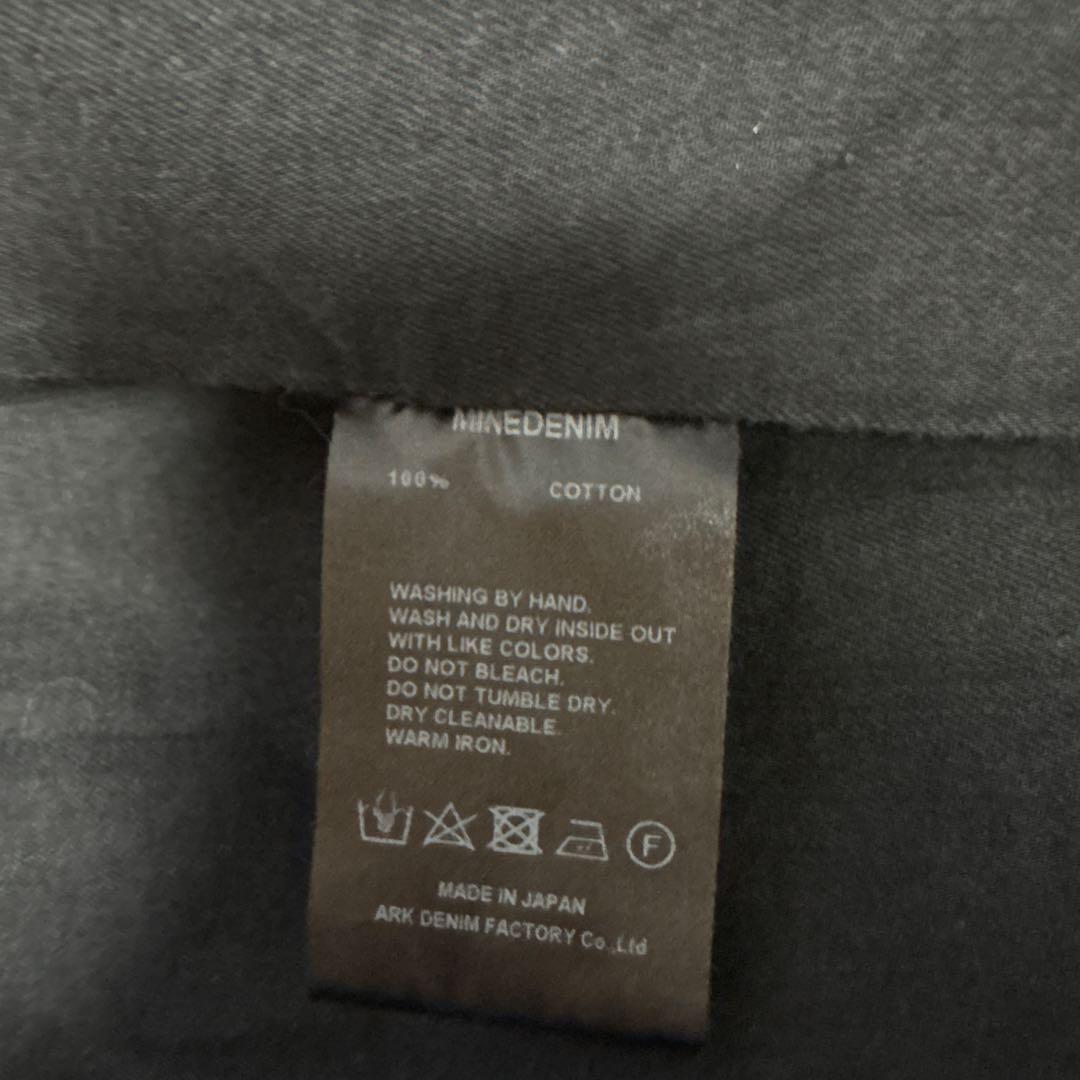 MINEDENIM
100% COTTON
WASHING BY HAND.
WASH AND DRY INSIDE OUT
WITH LIKE COLORS.
DO NOT BLEACH.
DO NOT TUMBLE DRY.
DRY CLEANABLE.
WARM IRON.
F
MADE IN JAPAN
ARK DENIM FACTORY Co.,Ltd